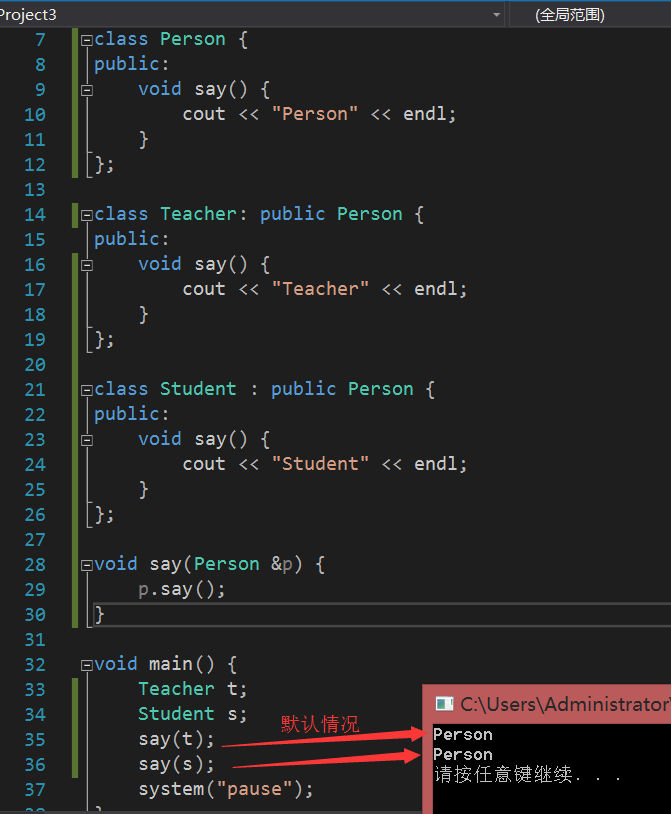 Project3 (全局范围)
7 class Person {
8 public:
9 void say() {
10 cout << "Person" << endl;
11 }
12 };
13
14 class Teacher: public Person {
15 public:
16 void say() {
17 cout << "Teacher" << endl;
18 }
19 };
20
21 class Student : public Person {
22 public:
23 void say() {
24 cout << "Student" << endl;
25 }
26 };
27
28 void say(Person &p) {
29 p.say();
30 }
31
32 void main() {
33 Teacher t;
34 Student s;
35 say(t);
36 say(s);
37 system("pause");
默认情况
C:\Users\Administrator\
Person
Person
请按任意键继续. . .